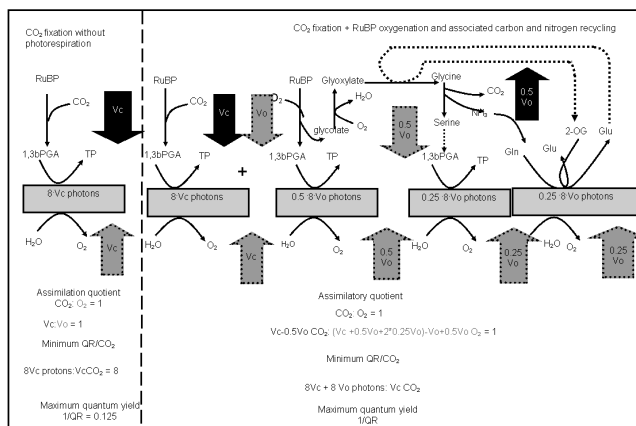 CO₂ fixation without
photorespiration
CO₂ fixation + RuBP oxygenation and associated carbon and nitrogen recycling
RuBP
CO₂
Vc
1,3bPGA
TP
8·Vc photons
H₂O
O₂
Vc
Assimilation quotient
CO₂: O₂ = 1
Vc:Vo = 1
Minimum QR/CO₂
8Vc protons:VcCO₂ = 8
Maximum quantum yield
1/QR = 0.125
RuBP
CO₂
Vc
Vo
1,3bPGA
TP
+
8·Vc photons
H₂O
O₂
Vc
RuBP
O₂
Glyoxylate
H₂O
glycolate
O₂
1,3bPGA
TP
0.5 ·8·Vo photons
H₂O
O₂
0.5
Vo
0.5
Vo
Glycine
CO₂
NH₃
Serine
1,3bPGA
TP
0.25 ·8·Vo photons
H₂O
O₂
0.25
Vo
0.5
Vo
2-OG
Glu
Gln
Glu
0.25 ·8·Vo photons
H₂O
O₂
0.25
Vo
Assimilatory quotient
CO₂: O₂ = 1
Vc-0.5Vo CO₂: (Vc +0.5Vo+2*0.25Vo)-Vo+0.5Vo O₂ = 1
Minimum QR/CO₂
8Vc + 8 Vo photons: Vc CO₂
Maximum quantum yield
1/QR